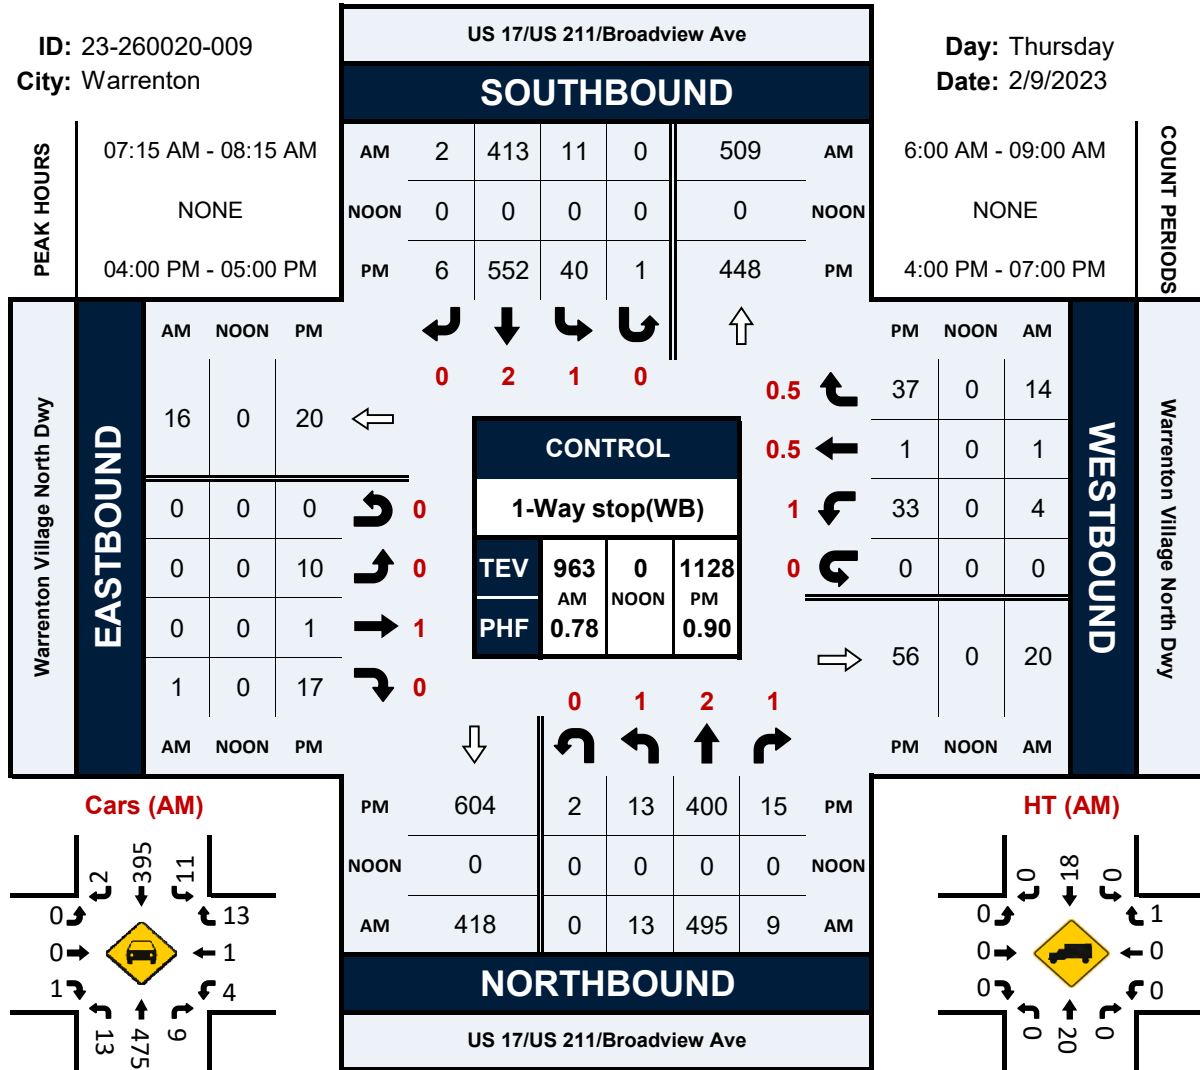 US 17/US 211/Broadview Ave
ID: 23-260020-009
Day: Thursday
City: Warrenton
Date: 2/9/2023
SOUTHBOUND
PEAK HOURS
07:15 AM - 08:15 AM
NONE
04:00 PM - 05:00 PM
AM 2 413 11 0 509 AM
NOON 0 0 0 0 0 NOON
PM 6 552 40 1 448 PM
6:00 AM - 09:00 AM
NONE
4:00 PM - 07:00 PM
COUNT PERIODS
0 2 1 0
Warrenton Village North Dwy
EASTBOUND
AM NOON PM
16 0 20
0 0 0 0
0 0 10 0
0 0 1 1
1 0 17 0
AM NOON PM
CONTROL
1-Way stop(WB)
TEV 963 0 1128
AM NOON PM
PHF 0.78 0.90
PM NOON AM
0.5 37 0 14
0.5 1 0 1
1 33 0 4
0 0 0 0
56 0 20
PM NOON AM
WESTBOUND
Warrenton Village North Dwy
0 1 2 1
PM 604 2 13 400 15 PM
NOON 0 0 0 0 0 NOON
AM 418 0 13 495 9 AM
NORTHBOUND
US 17/US 211/Broadview Ave
Cars (AM)
2 395 11
0 13
0 1
1 4
13 475 9
HT (AM)
0 18 0
0 1
0 0
0 0
0 20 0